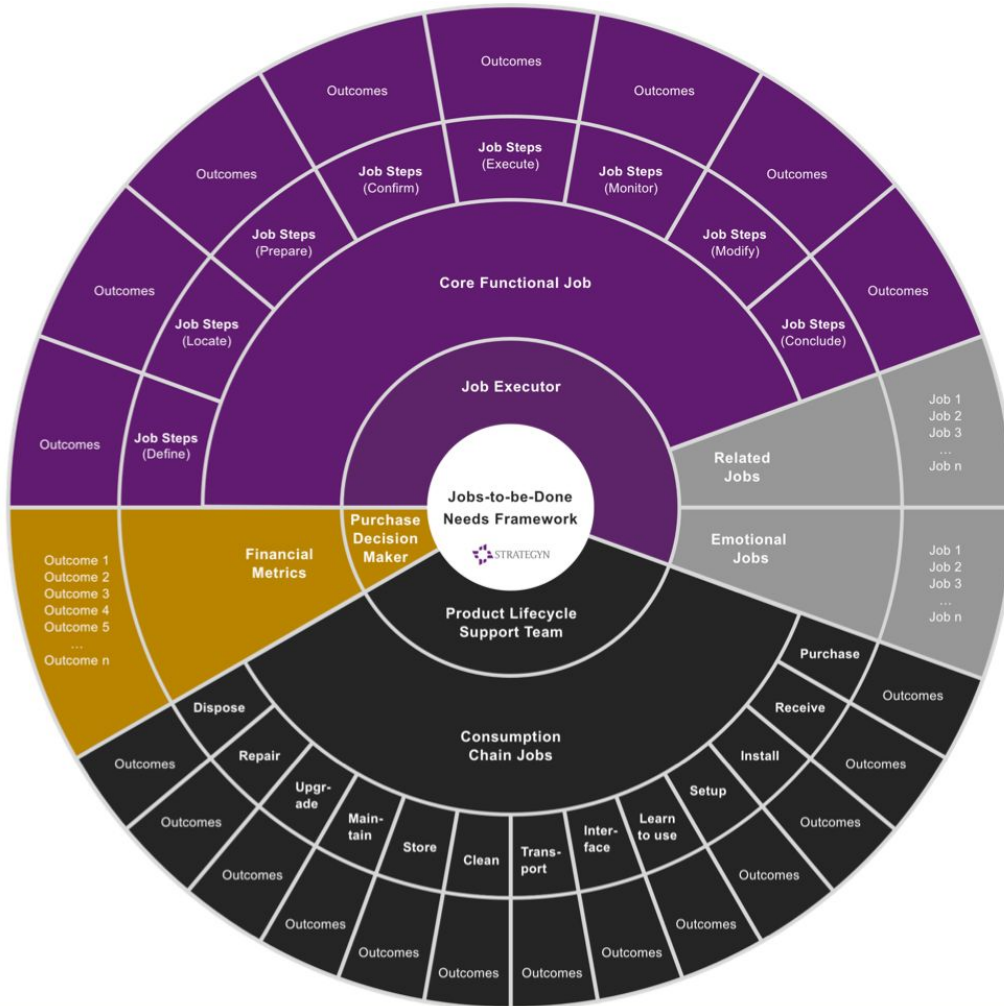 Outcomes
Outcomes
Outcomes
Outcomes
Outcomes
Outcomes
Outcomes
Outcomes
Job Steps
(Execute)
Job Steps
(Confirm)
Job Steps
(Monitor)
Job Steps
(Prepare)
Job Steps
(Modify)
Job Steps
(Locate)
Job Steps
(Conclude)
Job Steps
(Define)
Core Functional Job
Job Executor
Jobs-to-be-Done
Needs Framework
STRATEGYN
Related
Jobs
Job 1
Job 2
Job 3
...
Job n
Emotional
Jobs
Job 1
Job 2
Job 3
...
Job n
Purchase
Decision
Maker
Financial
Metrics
Outcome 1
Outcome 2
Outcome 3
Outcome 4
Outcome 5
...
Outcome n
Product Lifecycle
Support Team
Consumption
Chain Jobs
Purchase
Receive
Install
Setup
Learn
to use
Inter-
face
Trans-
port
Clean
Store
Main-
tain
Upgr-
ade
Repair
Dispose
Outcomes
Outcomes
Outcomes
Outcomes
Outcomes
Outcomes
Outcomes
Outcomes
Outcomes
Outcomes
Outcomes
Outcomes